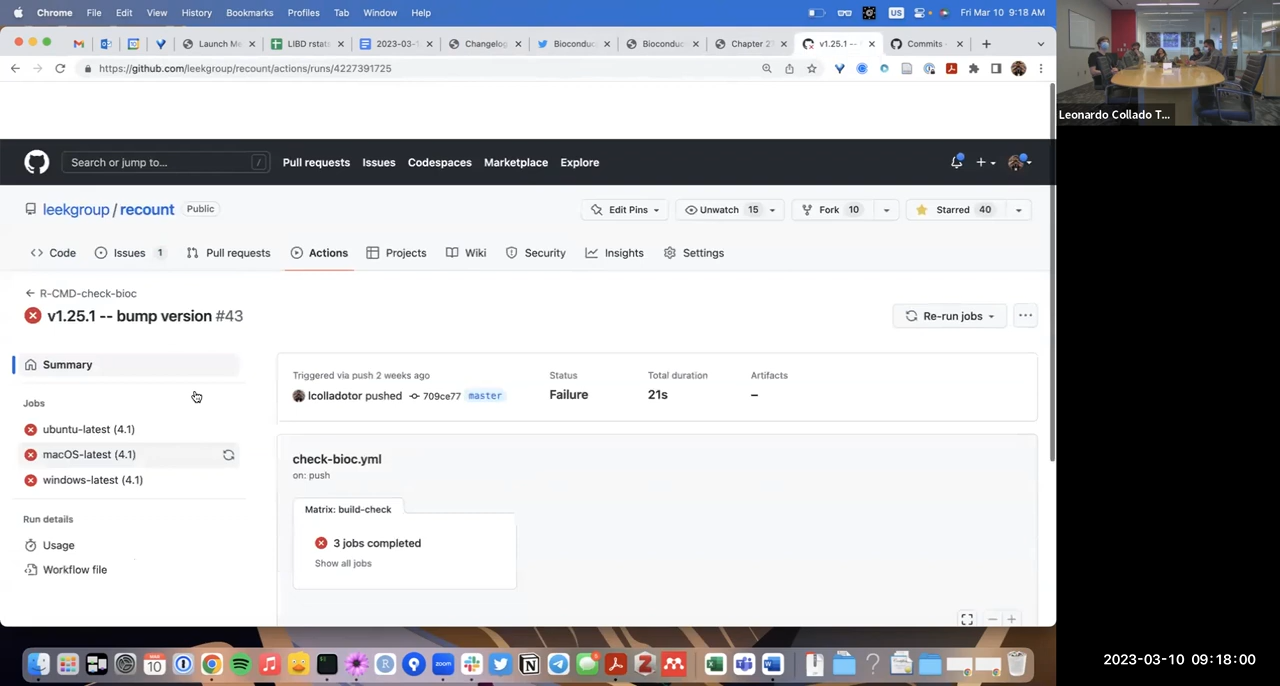 Chrome File Edit View History Bookmarks Profiles Tab Window Help US Fri Mar 10 9:18 AM
Launch Me LIBD rstat 2023-03-1 Changelog Bioconduc Bioconduc Chapter 2 v1.25.1 -- Commits ·
https://github.com/leekgroup/recount/actions/runs/4227391725
Leonardo Collado T...
Search or jump to... / Pull requests Issues Codespaces Marketplace Explore
leekgroup / recount Public Edit Pins Unwatch 15 Fork 10 Starred 40
Code Issues 1 Pull requests Actions Projects Wiki Security Insights Settings
R-CMD-check-bioc
v1.25.1 -- bump version #43 Re-run jobs
Summary
Triggered via push 2 weeks ago Status Total duration Artifacts
lcolladotor pushed 709ce77 master Failure 21s –
Jobs
ubuntu-latest (4.1)
macOS-latest (4.1)
windows-latest (4.1)
Run details
Usage
Workflow file
check-bioc.yml
on: push
Matrix: build-check
3 jobs completed
Show all jobs
zoom
2023-03-10 09:18:00